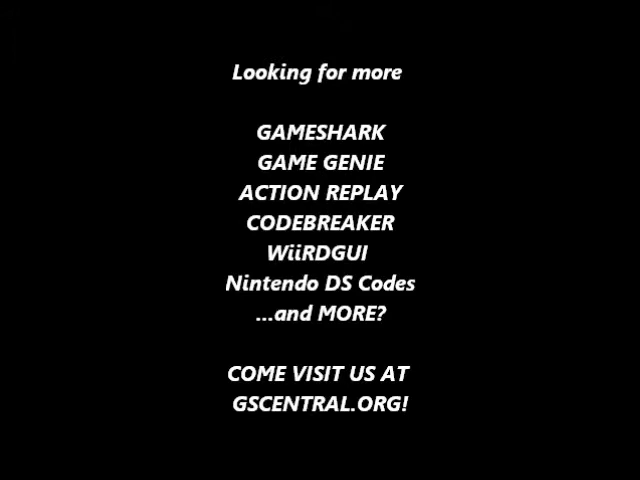 Looking for more
GAMESHARK
GAME GENIE
ACTION REPLAY
CODEBREAKER
WiiRDGUI
Nintendo DS Codes
...and MORE?
COME VISIT US AT
GSCENTRAL.ORG!